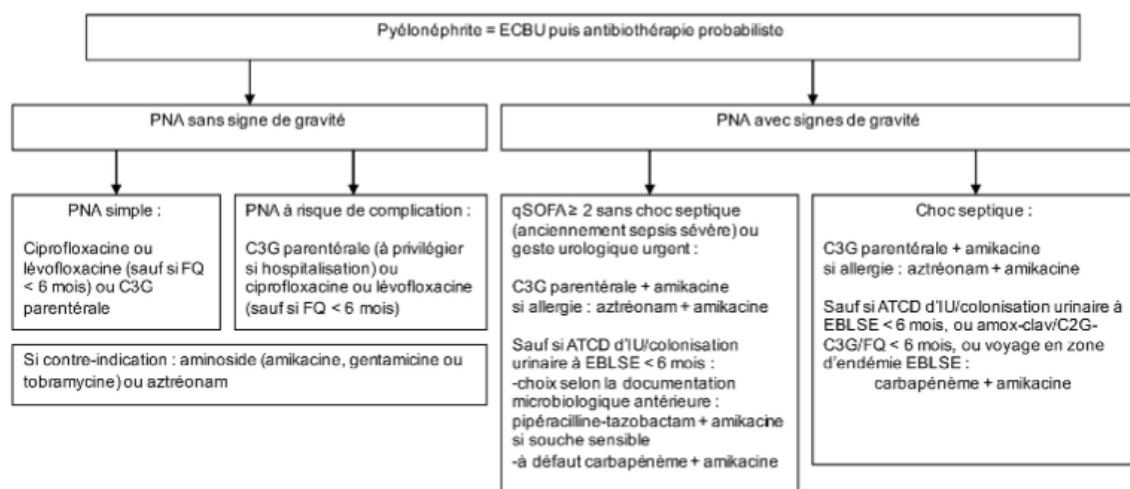 Pyélonéphrite = ECBU puis antibiothérapie probabiliste
PNA sans signe de gravité
PNA avec signes de gravité
PNA simple :
Ciprofloxacine ou
lévofloxacine (sauf si FQ
< 6 mois) ou C3G
parentérale
PNA à risque de complication :
C3G parentérale (à privilégier
si hospitalisation) ou
ciprofloxacine ou lévofloxacine
(sauf si FQ < 6 mois)
Si contre-indication : aminoside (amikacine, gentamicine ou
tobramycine) ou aztréonam
qSOFA ≥ 2 sans choc septique
(anciennement sepsis sévère) ou
geste urologique urgent :
C3G parentérale + amikacine
si allergie : aztréonam + amikacine
Sauf si ATCD d'IU/colonisation
urinaire à EBLSE < 6 mois :
-choix selon la documentation
microbiologique antérieure :
pipéracilline-tazobactam + amikacine
si souche sensible
-à défaut carbapénème + amikacine
Choc septique :
C3G parentérale + amikacine
si allergie : aztréonam + amikacine
Sauf si ATCD d'IU/colonisation urinaire à
EBLSE < 6 mois, ou amox-clav/C2G-
C3G/FQ < 6 mois, ou voyage en zone
d'endémie EBLSE :
carbapénème + amikacine